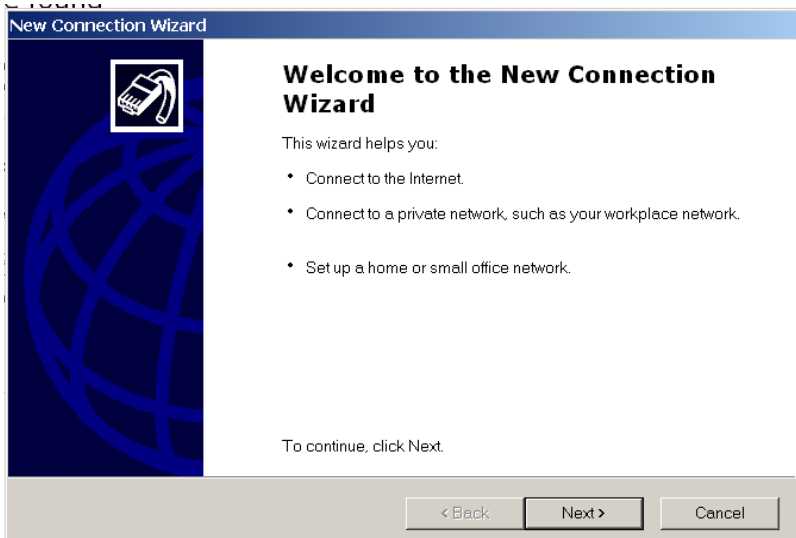 New Connection Wizard
Welcome to the New Connection
Wizard
This wizard helps you:
• Connect to the Internet.
• Connect to a private network, such as your workplace network.
• Set up a home or small office network.
To continue, click Next.
< Back Next > Cancel